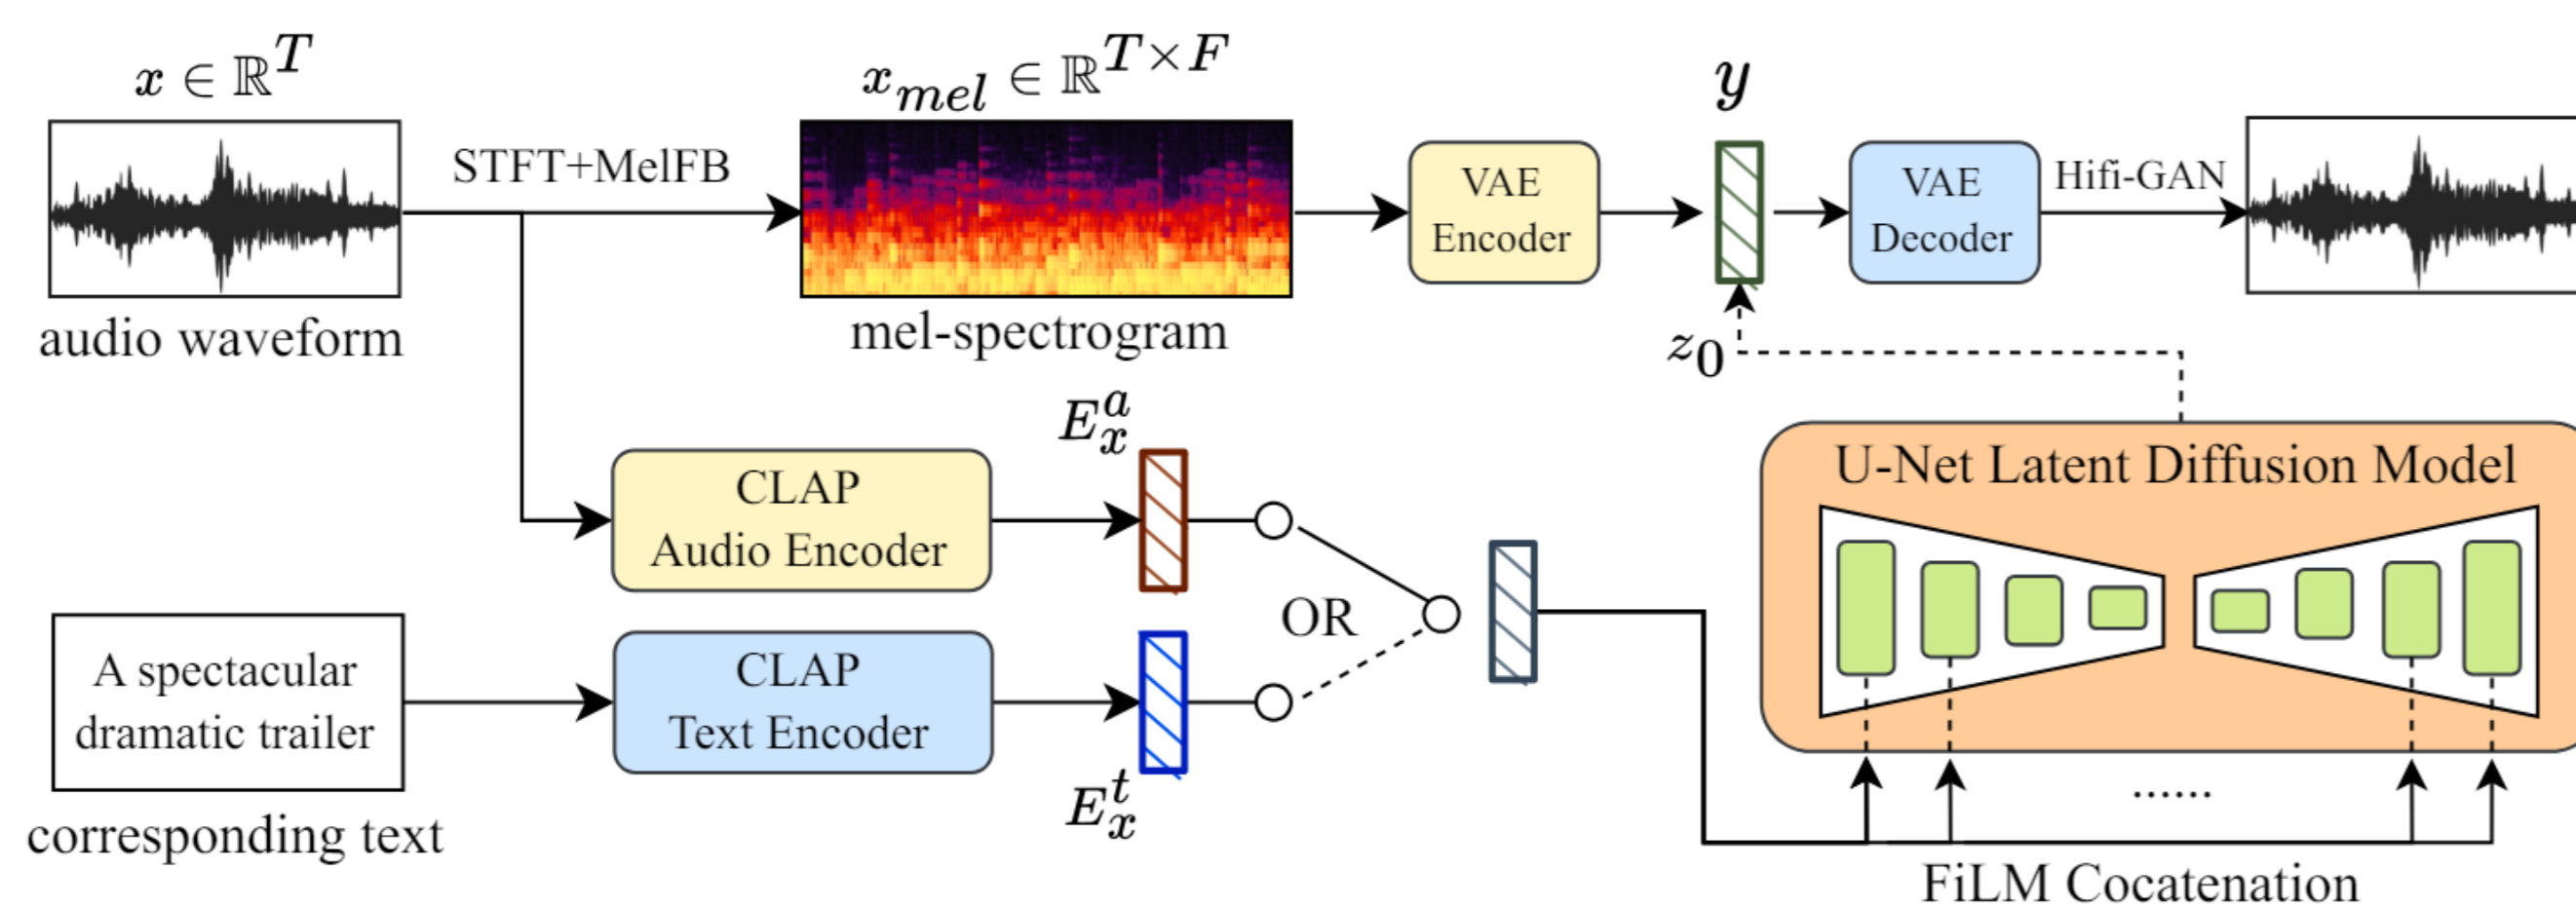 x ∈ ℝ^T
x_mel ∈ ℝ^{T×F}
y
STFT+MelFB
VAE
Encoder
VAE
Decoder
Hifi-GAN
audio waveform
mel-spectrogram
z_0
E_x^a
CLAP
Audio Encoder
OR
U-Net Latent Diffusion Model
A spectacular
dramatic trailer
CLAP
Text Encoder
E_x^t
corresponding text
......
FiLM Cocatenation